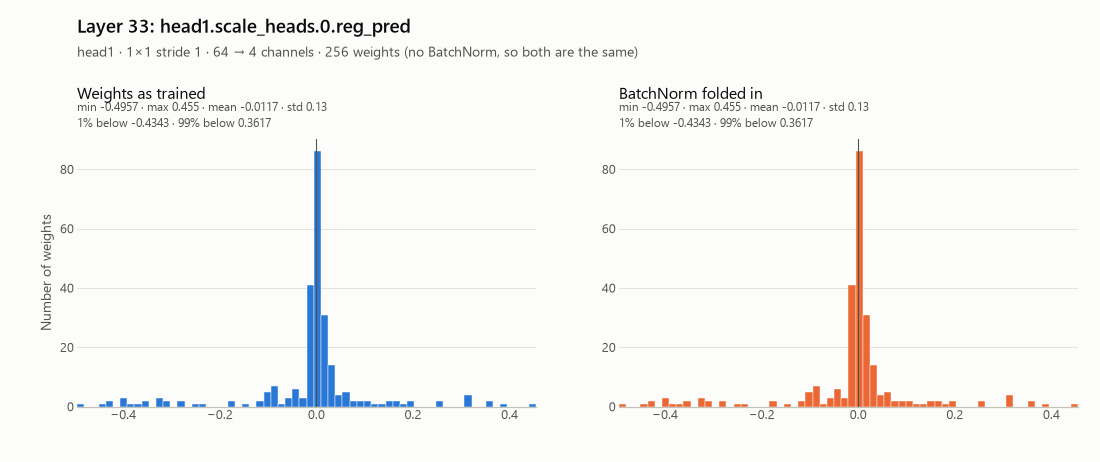 Layer 33: head1.scale_heads.0.reg_pred
head1 · 1×1 stride 1 · 64 → 4 channels · 256 weights (no BatchNorm, so both are the same)
Weights as trained
min -0.4957 · max 0.455 · mean -0.0117 · std 0.13
1% below -0.4343 · 99% below 0.3617
Number of weights
80
60
40
20
0
−0.4 −0.2 0.0 0.2 0.4
BatchNorm folded in
min -0.4957 · max 0.455 · mean -0.0117 · std 0.13
1% below -0.4343 · 99% below 0.3617
80
60
40
20
0
−0.4 −0.2 0.0 0.2 0.4